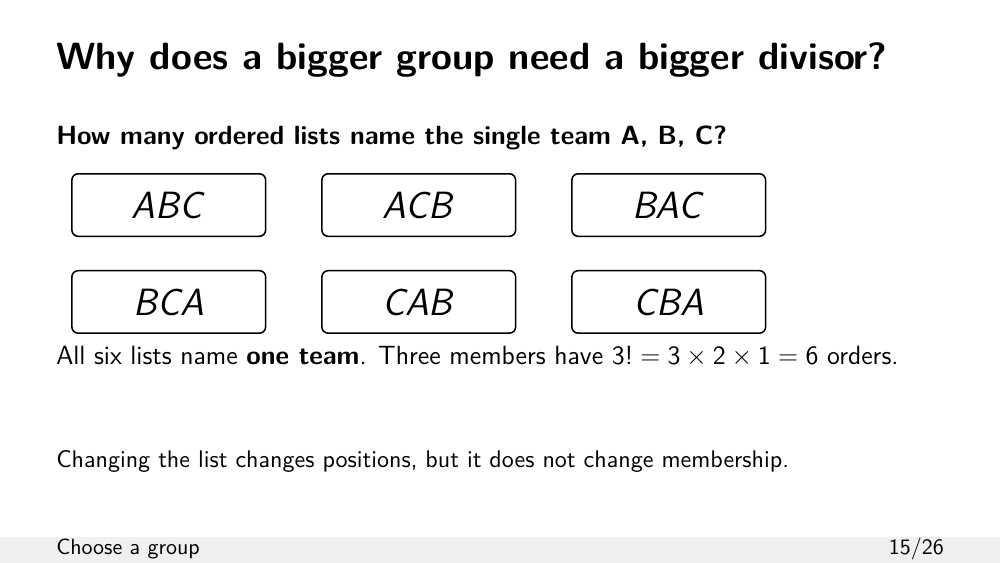 Why does a bigger group need a bigger divisor?
How many ordered lists name the single team A, B, C?
ABC ACB BAC
BCA CAB CBA
All six lists name one team. Three members have 3! = 3 × 2 × 1 = 6 orders.
Changing the list changes positions, but it does not change membership.
Choose a group 15/26